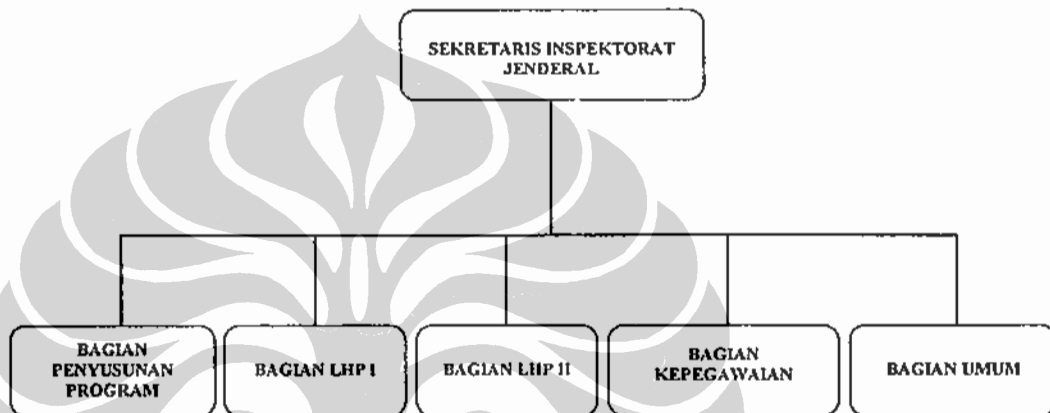 SEKRETARIS INSPEKTORAT
JENDERAL
BAGIAN
PENYUSUNAN
PROGRAM
BAGIAN LHP I
BAGIAN LHP II
BAGIAN
KEPEGAWAIAN
BAGIAN UMUM